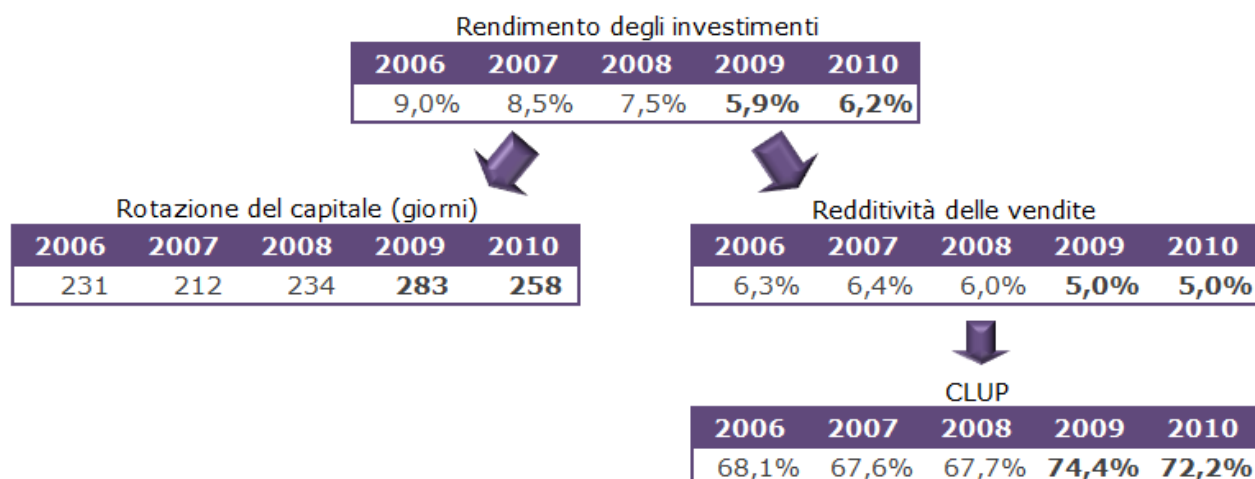 Rendimento degli investimenti
2006 2007 2008 2009 2010
9,0% 8,5% 7,5% 5,9% 6,2%
Rotazione del capitale (giorni)
2006 2007 2008 2009 2010
231 212 234 283 258
Redditività delle vendite
2006 2007 2008 2009 2010
6,3% 6,4% 6,0% 5,0% 5,0%
CLUP
2006 2007 2008 2009 2010
68,1% 67,6% 67,7% 74,4% 72,2%